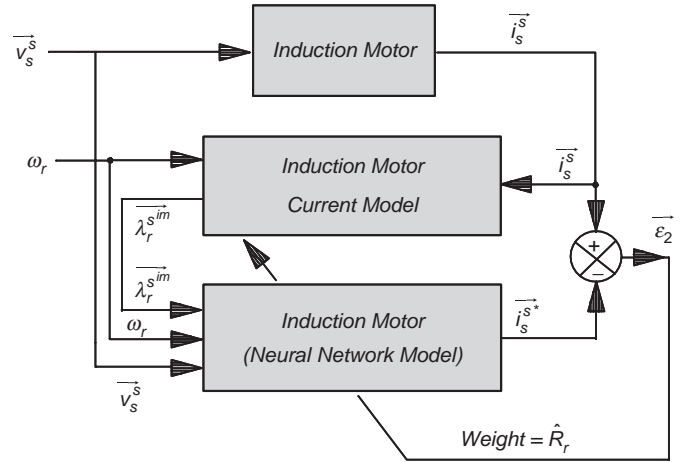 v_s^s
Induction Motor
i_s^s
ω_r
Induction Motor
Current Model
i_s^s
λ_r^{s^{im}}
ε_2
+
−
λ_r^{s^{im}}
ω_r
v_s^s
Induction Motor
(Neural Network Model)
i_s^{s*}
Weight = R̂_r